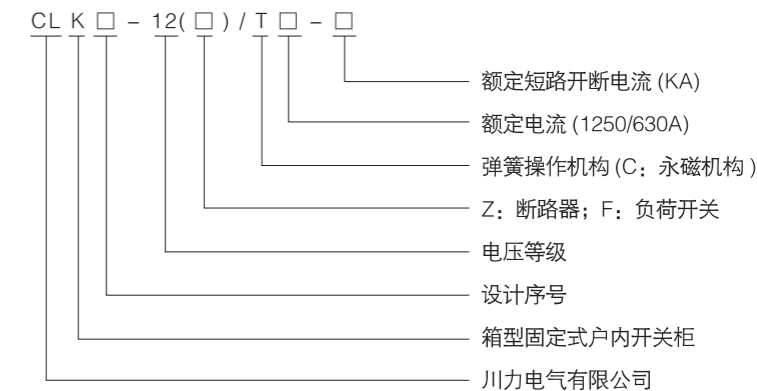 CL K □ - 12( □ ) / T □ - □
额定短路开断电流 (KA)
额定电流 (1250/630A)
弹簧操作机构 (C：永磁机构 )
Z：断路器；F：负荷开关
电压等级
设计序号
箱型固定式户内开关柜
川力电气有限公司